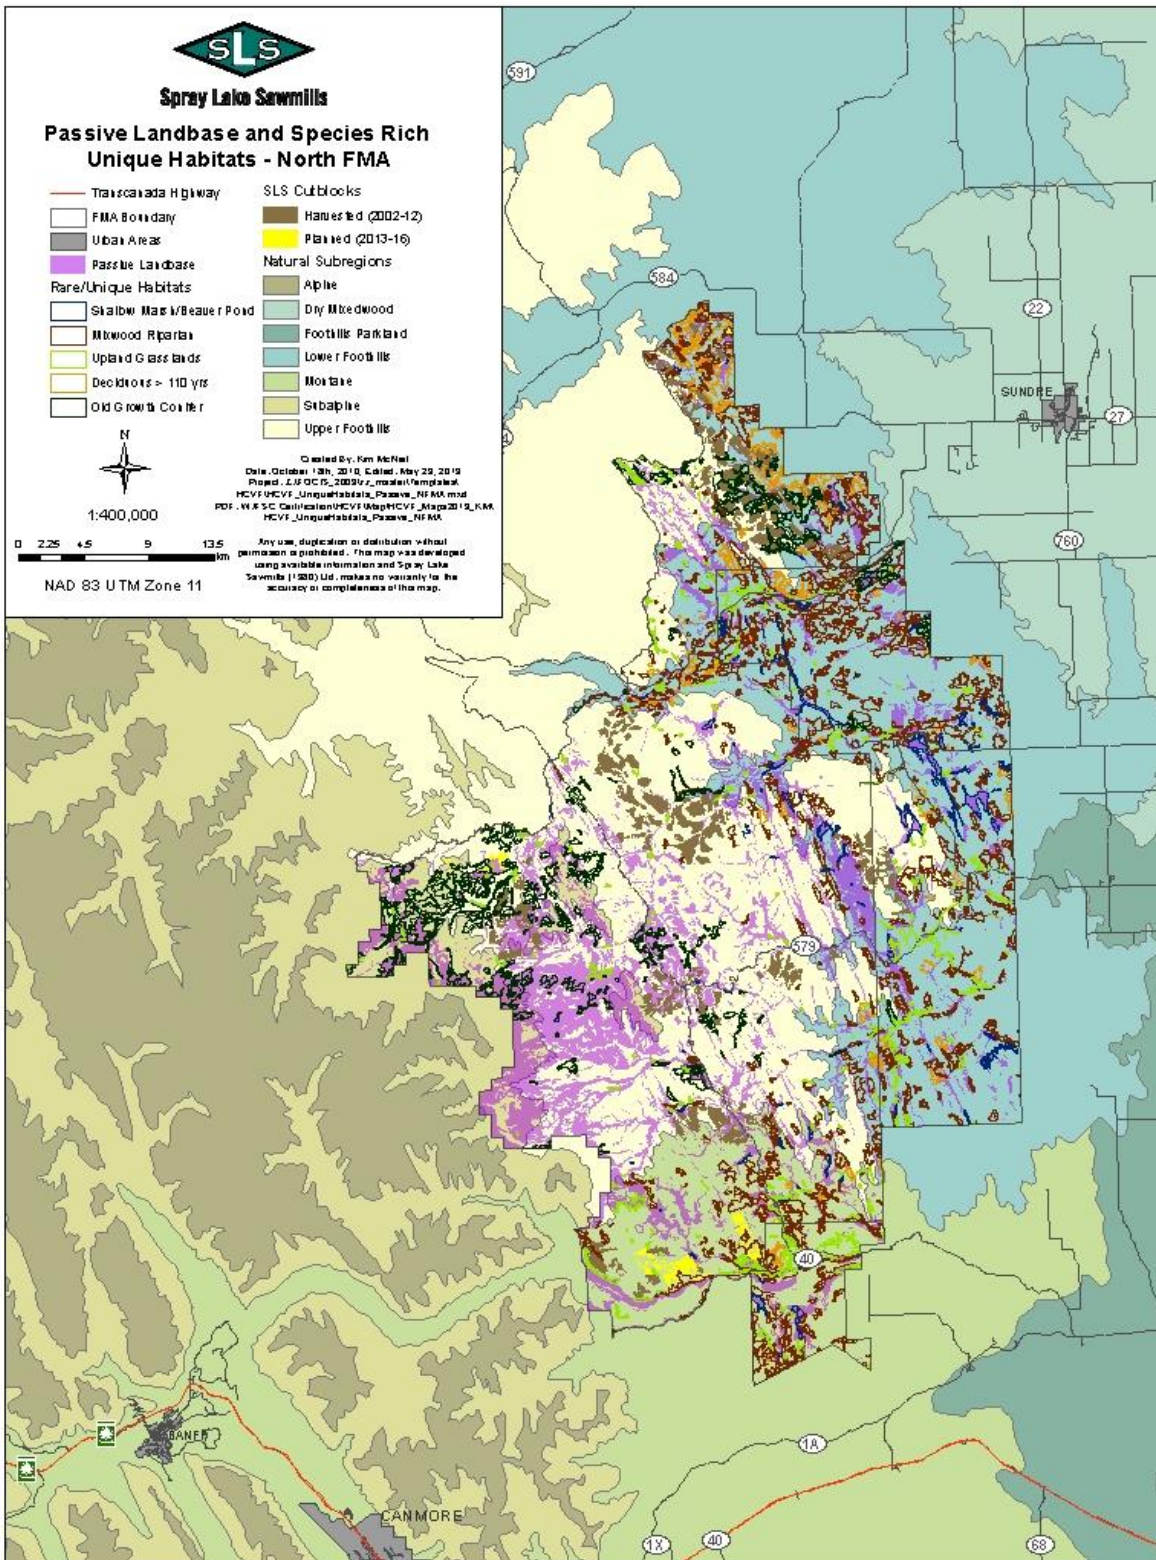 SLS
Spray Lake Sawmills
Passive Landbase and Species Rich
Unique Habitats - North FMA
Transcanada Highway
FMA Boundary
Urban Areas
Passive Landbase
Rare/Unique Habitats
Shallow Marsh/Beaver Pond
Mixwood Riparian
Upland Grasslands
Deciduous > 110 yrs
Old Growth Conifer
SLS Cutblocks
Harvested (2002-12)
Planned (2013-16)
Natural Subregions
Alpine
Dry Mixedwood
Foothills Parkland
Lower Foothills
Montane
Subalpine
Upper Foothills
N
1:400,000
0 2.25 4.5 9 13.5
km
NAD 83 UTM Zone 11
Created By: Kim McNeil
Any use, duplication or distribution without
permission is prohibited. This map was developed
using available information and Spray Lake
Sawmills (1980) Ltd. makes no warranty for the
accuracy or completeness of this map.
591
584
22
SUNDRE
27
760
579
40
BANFF
CANMORE
1A
1X
40
68